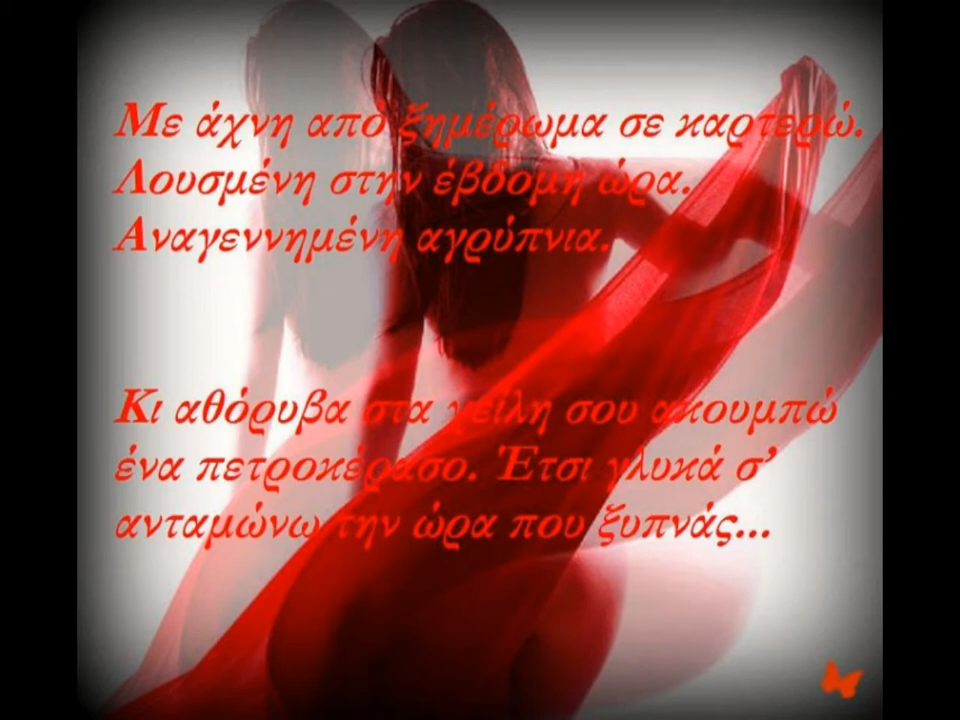 Με άχνη από ξημέρωμα σε καρτερώ.
Λουσμένη στην έβδομη ώρα.
Αναγεννημένη αγρύπνια.
Κι αθόρυβα στα χείλη σου ακουμπώ
ένα πετροκέρασο. Έτσι γλυκά σ'
ανταμώνω την ώρα που ξυπνάς...